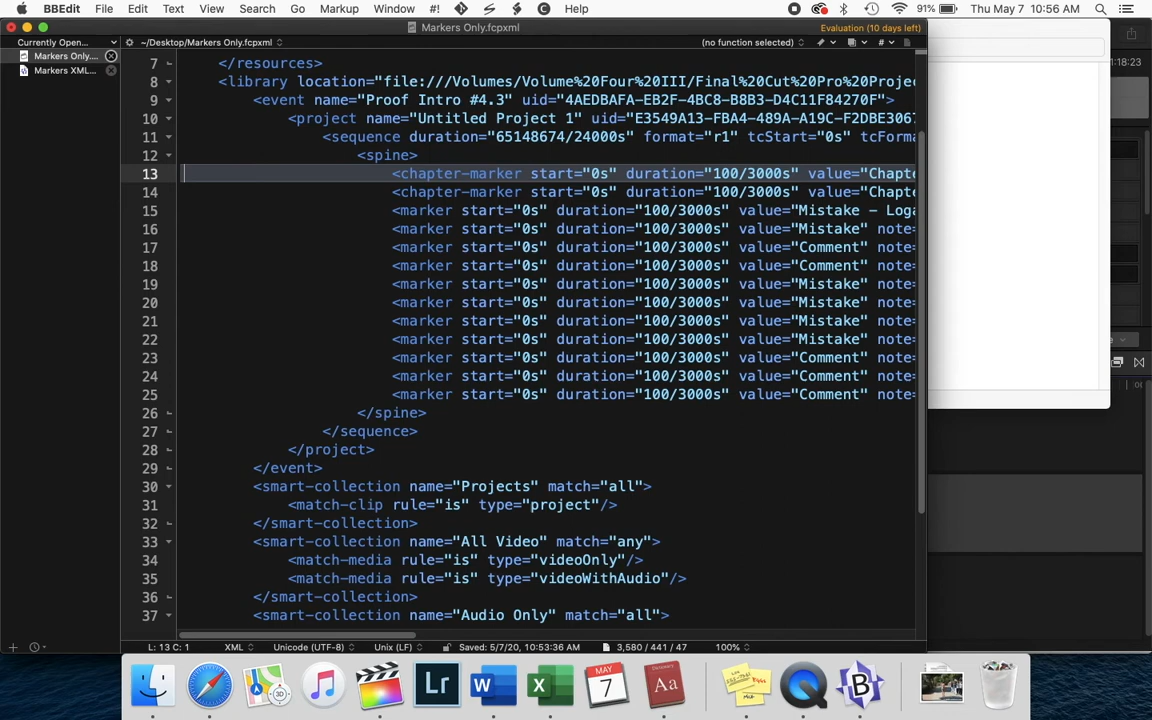 BBEdit File Edit Text View Search Go Markup Window #! Help 91% Thu May 7 10:56 AM
Markers Only.fcpxml Evaluation (10 days left)
Currently Open... ~/Desktop/Markers Only.fcpxml (no function selected) #
Markers Only....
Markers XML...
1:18:23
7 </resources>
8 <library location="file:///Volumes/Volume%20Four%20III/Final%20Cut%20Pro%20Projec
9 <event name="Proof Intro #4.3" uid="4AEDBAFA-EB2F-4BC8-B8B3-D4C11F84270F">
10 <project name="Untitled Project 1" uid="E3549A13-FBA4-489A-A19C-F2DBE3067
11 <sequence duration="65148674/24000s" format="r1" tcStart="0s" tcForma
12 <spine>
13 <chapter-marker start="0s" duration="100/3000s" value="Chapte
14 <chapter-marker start="0s" duration="100/3000s" value="Chapte
15 <marker start="0s" duration="100/3000s" value="Mistake – Loga
16 <marker start="0s" duration="100/3000s" value="Mistake" note=
17 <marker start="0s" duration="100/3000s" value="Comment" note=
18 <marker start="0s" duration="100/3000s" value="Comment" note=
19 <marker start="0s" duration="100/3000s" value="Mistake" note=
20 <marker start="0s" duration="100/3000s" value="Mistake" note=
21 <marker start="0s" duration="100/3000s" value="Mistake" note=
22 <marker start="0s" duration="100/3000s" value="Mistake" note=
23 <marker start="0s" duration="100/3000s" value="Comment" note=
24 <marker start="0s" duration="100/3000s" value="Comment" note=
25 <marker start="0s" duration="100/3000s" value="Comment" note=
26 </spine>
27 </sequence>
28 </project>
29 </event>
30 <smart-collection name="Projects" match="all">
31 <match-clip rule="is" type="project"/>
32 </smart-collection>
33 <smart-collection name="All Video" match="any">
34 <match-media rule="is" type="videoOnly"/>
35 <match-media rule="is" type="videoWithAudio"/>
36 </smart-collection>
37 <smart-collection name="Audio Only" match="all">
L: 13 C: 1 XML Unicode (UTF-8) Unix (LF) Saved: 5/7/20, 10:53:36 AM 3,580 / 441 / 47 100%
Lr W X MAY 7 Aa B